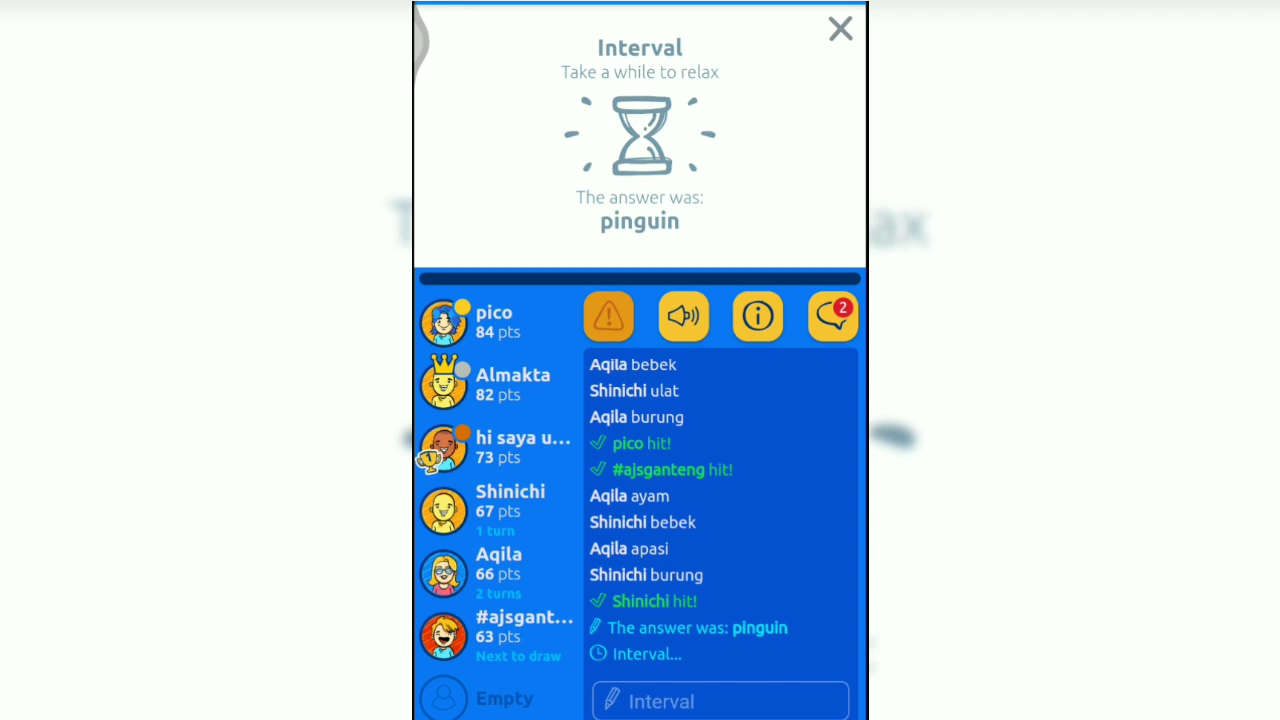 Interval
Take a while to relax
The answer was:
pinguin
pico
84 pts
Almakta
82 pts
1
hi saya u...
73 pts
Shinichi
67 pts
1 turn
Aqila
66 pts
2 turns
#ajsgant...
63 pts
Next to draw
Empty
2
Aqila bebek
Shinichi ulat
Aqila burung
pico hit!
#ajsganteng hit!
Aqila ayam
Shinichi bebek
Aqila apasi
Shinichi burung
Shinichi hit!
The answer was: pinguin
Interval...
Interval